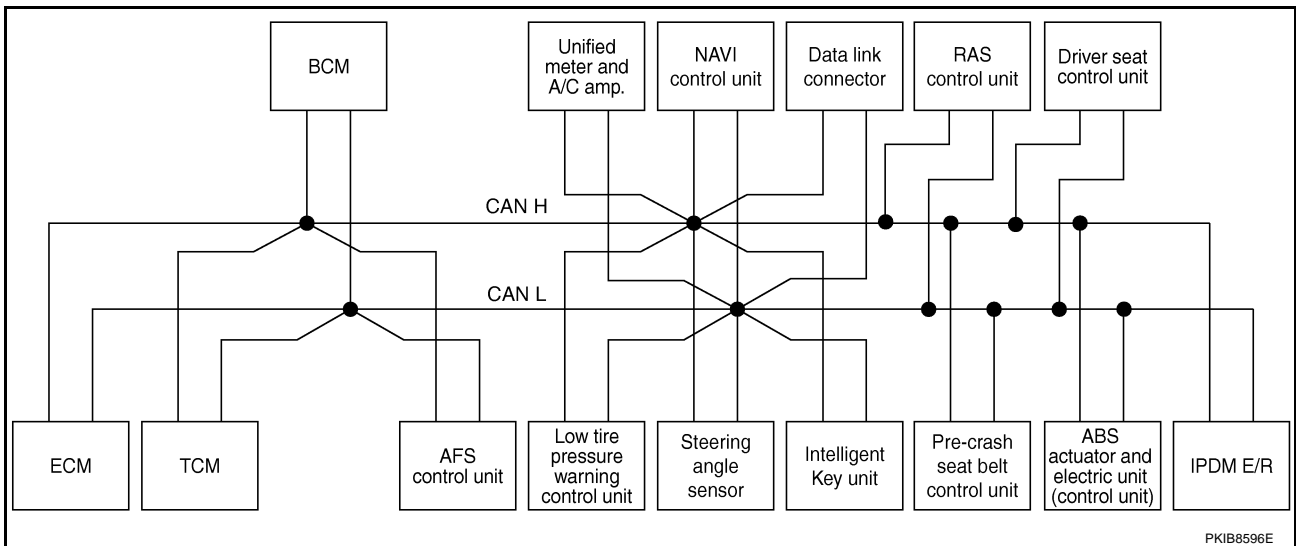 BCM
Unified
meter and
A/C amp.
NAVI
control unit
Data link
connector
RAS
control unit
Driver seat
control unit
CAN H
CAN L
ECM
TCM
AFS
control unit
Low tire
pressure
warning
control unit
Steering
angle
sensor
Intelligent
Key unit
Pre-crash
seat belt
control unit
ABS
actuator and
electric unit
(control unit)
IPDM E/R
PKIB8596E